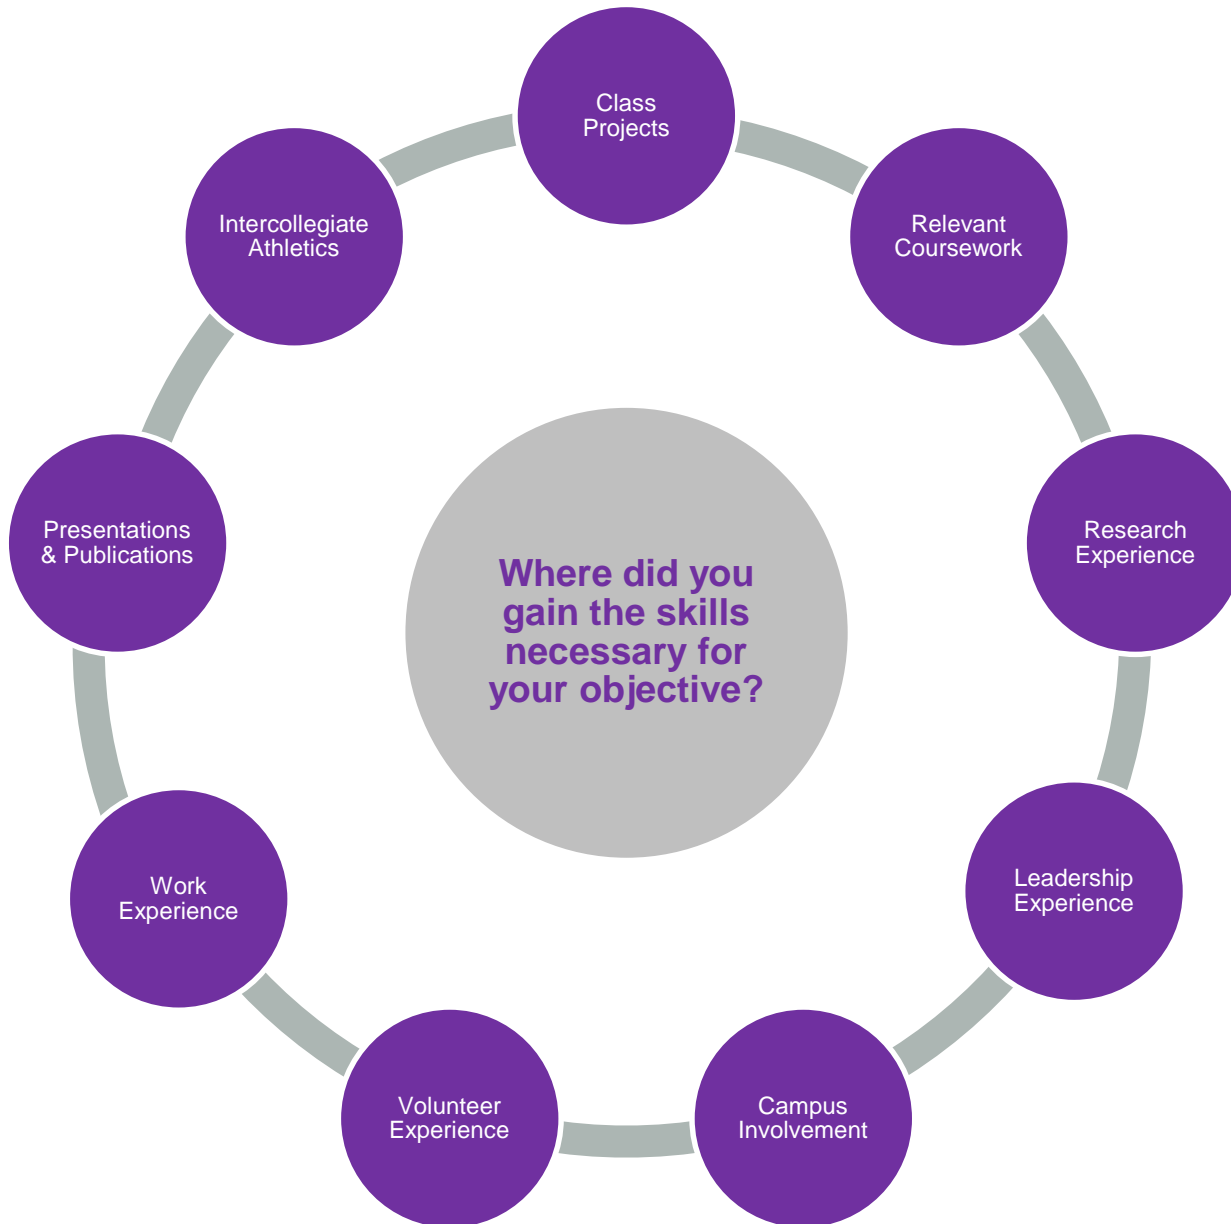 Class
Projects
Relevant
Coursework
Research
Experience
Leadership
Experience
Campus
Involvement
Volunteer
Experience
Work
Experience
Presentations
& Publications
Intercollegiate
Athletics
Where did you
gain the skills
necessary for
your objective?